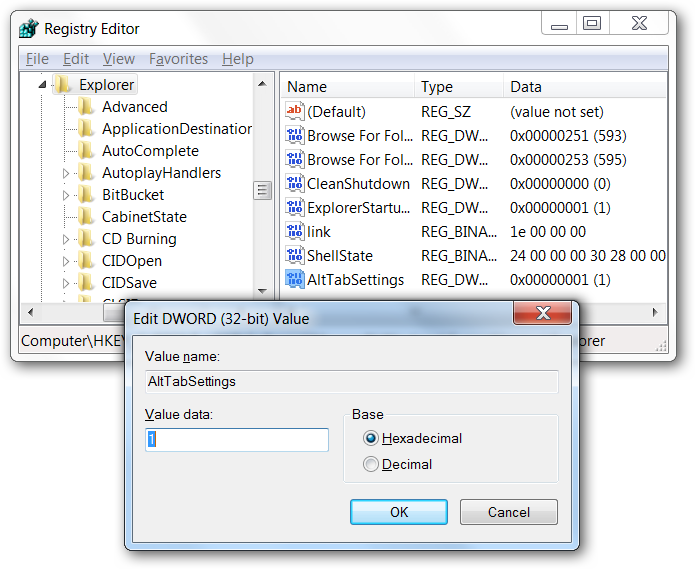 Registry Editor
File Edit View Favorites Help
Explorer
Advanced
ApplicationDestination
AutoComplete
AutoplayHandlers
BitBucket
CabinetState
CD Burning
CIDOpen
CIDSave
Name Type Data
(Default) REG_SZ (value not set)
Browse For Fol... REG_DW... 0x00000251 (593)
Browse For Fol... REG_DW... 0x00000253 (595)
CleanShutdown REG_DW... 0x00000000 (0)
ExplorerStartu... REG_DW... 0x00000001 (1)
link REG_BINA... 1e 00 00 00
ShellState REG_BINA... 24 00 00 00 30 28 00 00
AltTabSettings REG_DW... 0x00000001 (1)
Computer\HKEY
Edit DWORD (32-bit) Value
Value name:
AltTabSettings
Value data:
1
Base
Hexadecimal
Decimal
OK Cancel